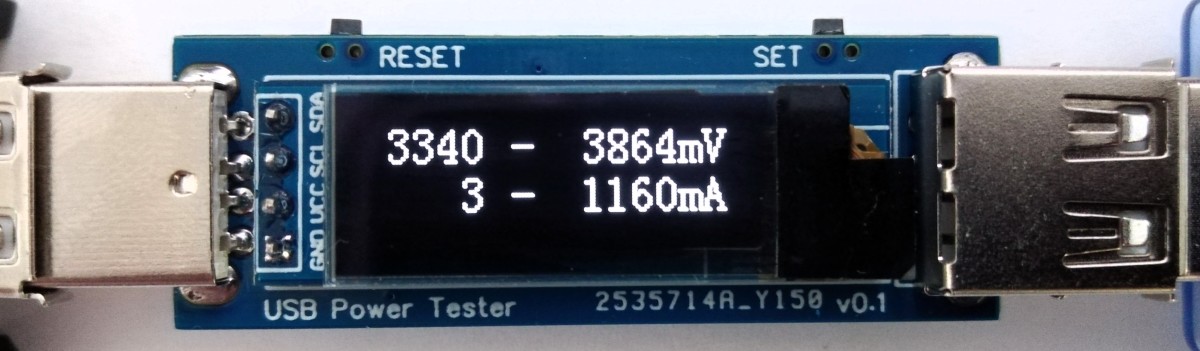 RESET SET
3340 - 3864mV
3 - 1160mA
GND VCC SCL SDA
USB Power Tester 2535714A_Y150 v0.1